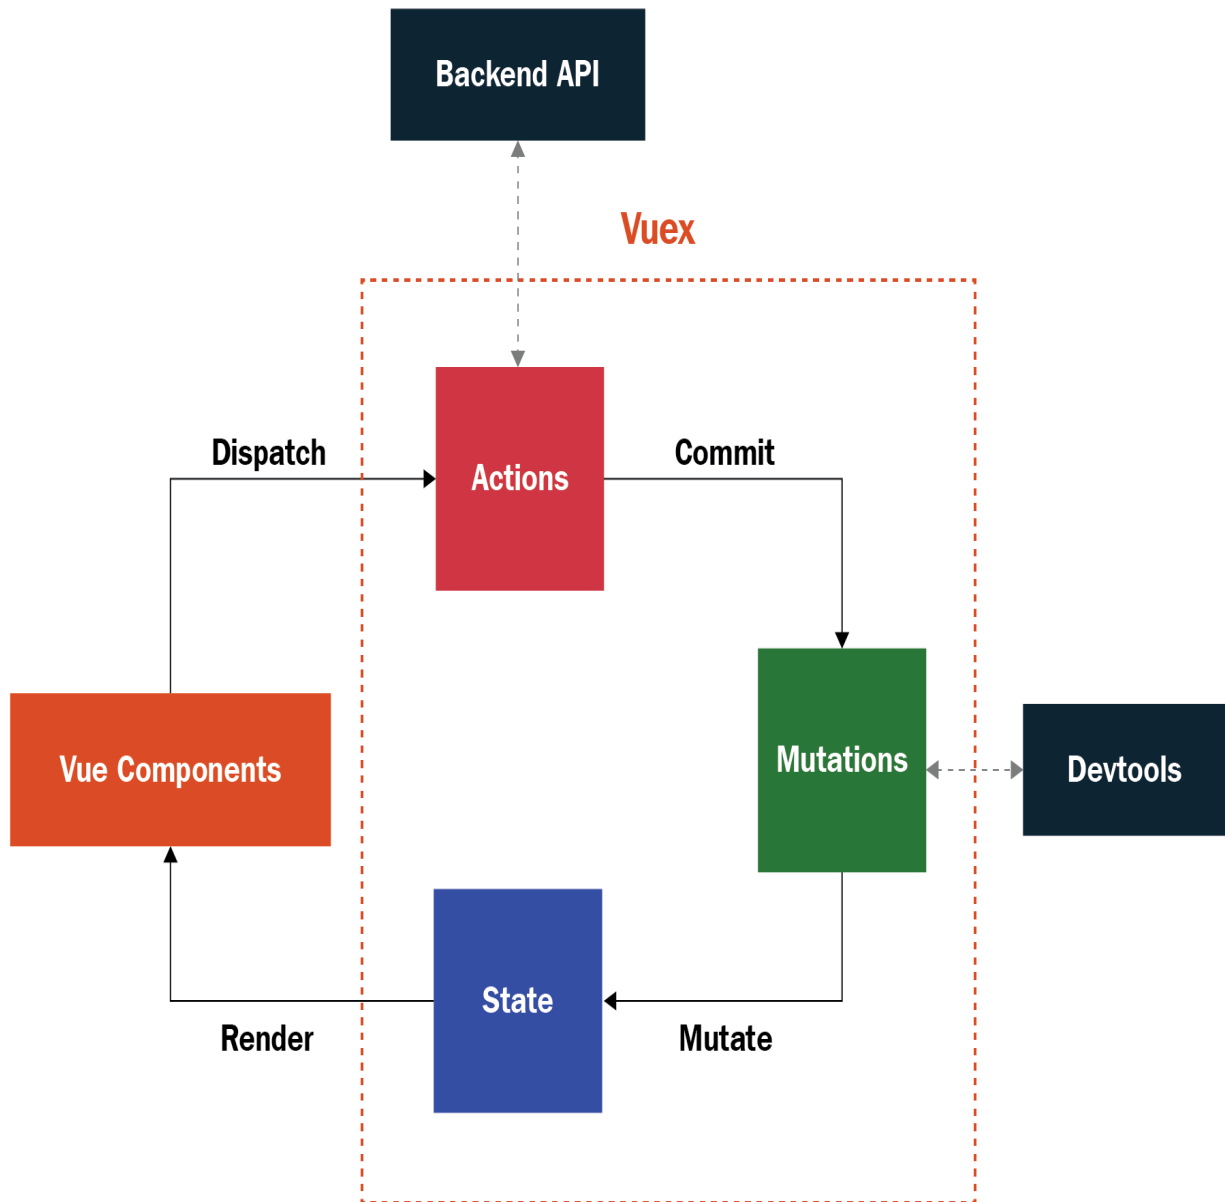 Backend API
Vuex
Dispatch
Commit
Actions
Mutations
Vue Components
Devtools
State
Render
Mutate